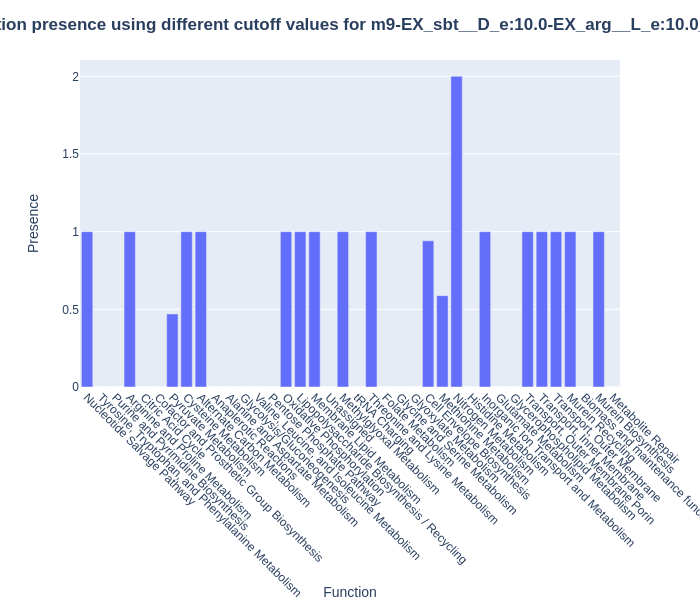 tion presence using different cutoff values for m9-EX_sbt__D_e:10.0-EX_arg__L_e:10.0_
Presence
2
1.5
1
0.5
0
Nucleotide Salvage Pathway
Tyrosine, Tryptophan, and Phenylalanine Metabolism
Purine and Pyrimidine Biosynthesis
Arginine and Proline Metabolism
Citric Acid Cycle
Cofactor and Prosthetic Group Biosynthesis
Pyruvate Metabolism
Cysteine Metabolism
Alternate Carbon Metabolism
Anaplerotic Reactions
Alanine and Aspartate Metabolism
Glycolysis/Gluconeogenesis
Valine, Leucine, and Isoleucine Metabolism
Pentose Phosphate Pathway
Oxidative Phosphorylation
Lipopolysaccharide Biosynthesis / Recycling
Membrane Lipid Metabolism
Unassigned
Methylglyoxal Metabolism
tRNA Charging
Threonine and Lysine Metabolism
Folate Metabolism
Glycine and Serine Metabolism
Glyoxylate Metabolism
Cell Envelope Biosynthesis
Methionine Metabolism
Nitrogen Metabolism
Histidine Metabolism
Inorganic Ion Transport and Metabolism
Glutamate Metabolism
Glycerophospholipid Metabolism
Transport, Outer Membrane Porin
Transport, Inner Membrane
Transport, Outer Membrane
Murein Recycling
Biomass and maintenance func
Murein Biosynthesis
Metabolite Repair
Function